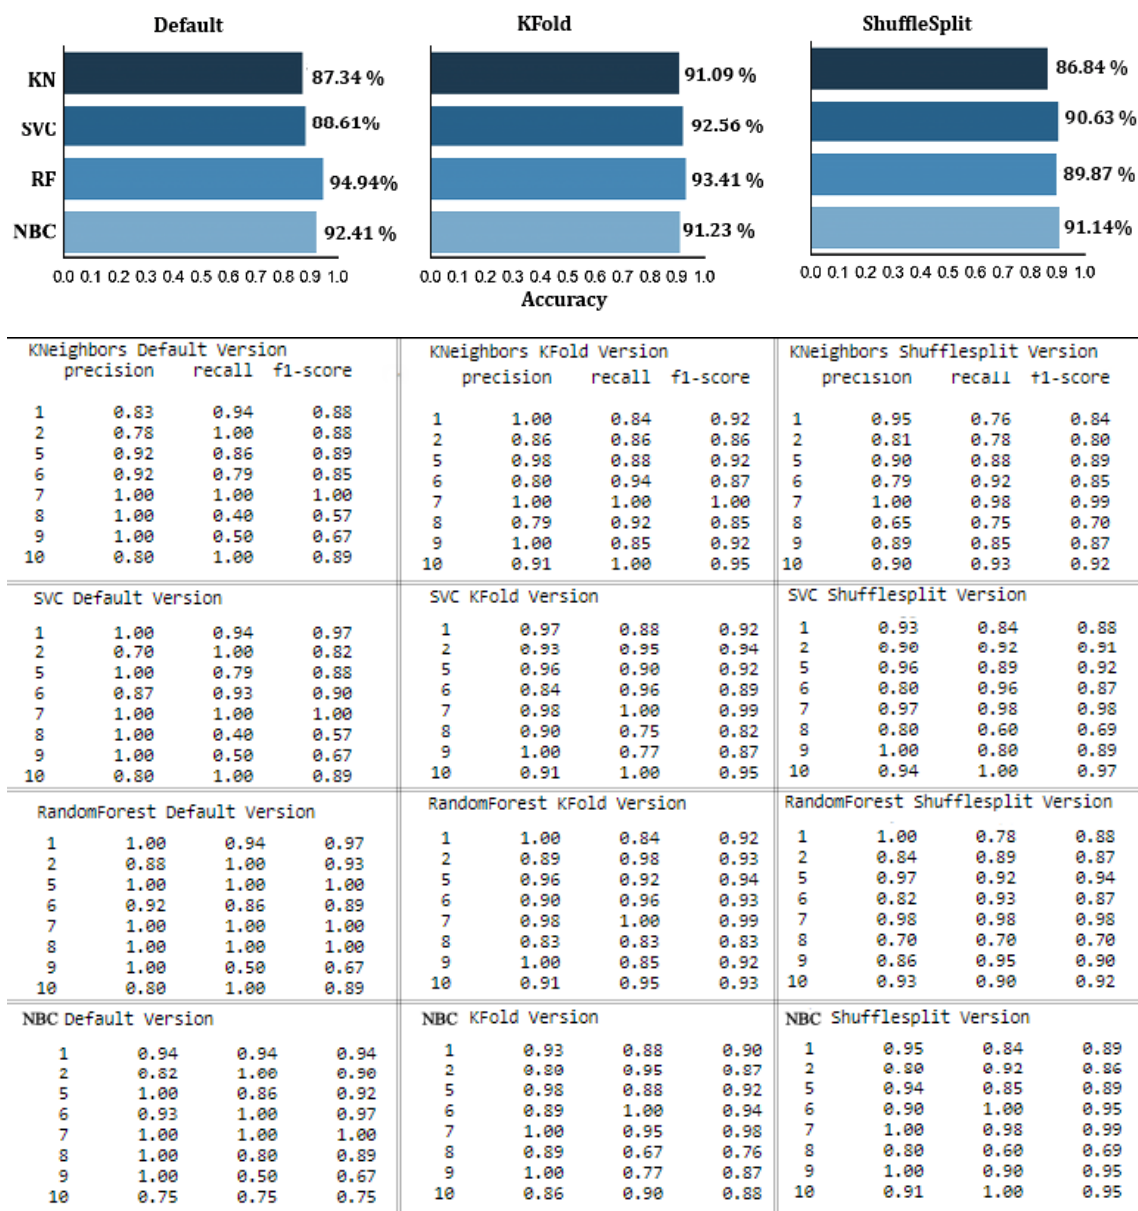 Default KFold ShuffleSplit
KN 87.34 % 91.09 % 86.84 %
SVC 88.61% 92.56 % 90.63 %
RF 94.94% 93.41 % 89.87 %
NBC 92.41 % 91.23 % 91.14%
0.0 0.1 0.2 0.3 0.4 0.5 0.6 0.7 0.8 0.9 1.0 0.0 0.1 0.2 0.3 0.4 0.5 0.6 0.7 0.8 0.9 1.0 0.0 0.1 0.2 0.3 0.4 0.5 0.6 0.7 0.8 0.9 1.0
Accuracy
KNeighbors Default Version
precision recall f1-score
1 0.83 0.94 0.88
2 0.78 1.00 0.88
5 0.92 0.86 0.89
6 0.92 0.79 0.85
7 1.00 1.00 1.00
8 1.00 0.40 0.57
9 1.00 0.50 0.67
10 0.80 1.00 0.89
KNeighbors KFold Version
precision recall f1-score
1 1.00 0.84 0.92
2 0.86 0.86 0.86
5 0.98 0.88 0.92
6 0.80 0.94 0.87
7 1.00 1.00 1.00
8 0.79 0.92 0.85
9 1.00 0.85 0.92
10 0.91 1.00 0.95
KNeighbors Shufflesplit Version
precision recall f1-score
1 0.95 0.76 0.84
2 0.81 0.78 0.80
5 0.90 0.88 0.89
6 0.79 0.92 0.85
7 1.00 0.98 0.99
8 0.65 0.75 0.70
9 0.89 0.85 0.87
10 0.90 0.93 0.92
SVC Default Version
1 1.00 0.94 0.97
2 0.70 1.00 0.82
5 1.00 0.79 0.88
6 0.87 0.93 0.90
7 1.00 1.00 1.00
8 1.00 0.40 0.57
9 1.00 0.50 0.67
10 0.80 1.00 0.89
SVC KFold Version
1 0.97 0.88 0.92
2 0.93 0.95 0.94
5 0.96 0.90 0.92
6 0.84 0.96 0.89
7 0.98 1.00 0.99
8 0.90 0.75 0.82
9 1.00 0.77 0.87
10 0.91 1.00 0.95
SVC Shufflesplit Version
1 0.93 0.84 0.88
2 0.90 0.92 0.91
5 0.96 0.89 0.92
6 0.80 0.96 0.87
7 0.97 0.98 0.98
8 0.80 0.60 0.69
9 1.00 0.80 0.89
10 0.94 1.00 0.97
RandomForest Default Version
1 1.00 0.94 0.97
2 0.88 1.00 0.93
5 1.00 1.00 1.00
6 0.92 0.86 0.89
7 1.00 1.00 1.00
8 1.00 1.00 1.00
9 1.00 0.50 0.67
10 0.80 1.00 0.89
RandomForest KFold Version
1 1.00 0.84 0.92
2 0.89 0.98 0.93
5 0.96 0.92 0.94
6 0.90 0.96 0.93
7 0.98 1.00 0.99
8 0.83 0.83 0.83
9 1.00 0.85 0.92
10 0.91 0.95 0.93
RandomForest Shufflesplit Version
1 1.00 0.78 0.88
2 0.84 0.89 0.87
5 0.97 0.92 0.94
6 0.82 0.93 0.87
7 0.98 0.98 0.98
8 0.70 0.70 0.70
9 0.86 0.95 0.90
10 0.93 0.90 0.92
NBC Default Version
1 0.94 0.94 0.94
2 0.82 1.00 0.90
5 1.00 0.86 0.92
6 0.93 1.00 0.97
7 1.00 1.00 1.00
8 1.00 0.80 0.89
9 1.00 0.50 0.67
10 0.75 0.75 0.75
NBC KFold Version
1 0.93 0.88 0.90
2 0.80 0.95 0.87
5 0.98 0.88 0.92
6 0.89 1.00 0.94
7 1.00 0.95 0.98
8 0.89 0.67 0.76
9 1.00 0.77 0.87
10 0.86 0.90 0.88
NBC Shufflesplit Version
1 0.95 0.84 0.89
2 0.80 0.92 0.86
5 0.94 0.85 0.89
6 0.90 1.00 0.95
7 1.00 0.98 0.99
8 0.80 0.60 0.69
9 1.00 0.90 0.95
10 0.91 1.00 0.95